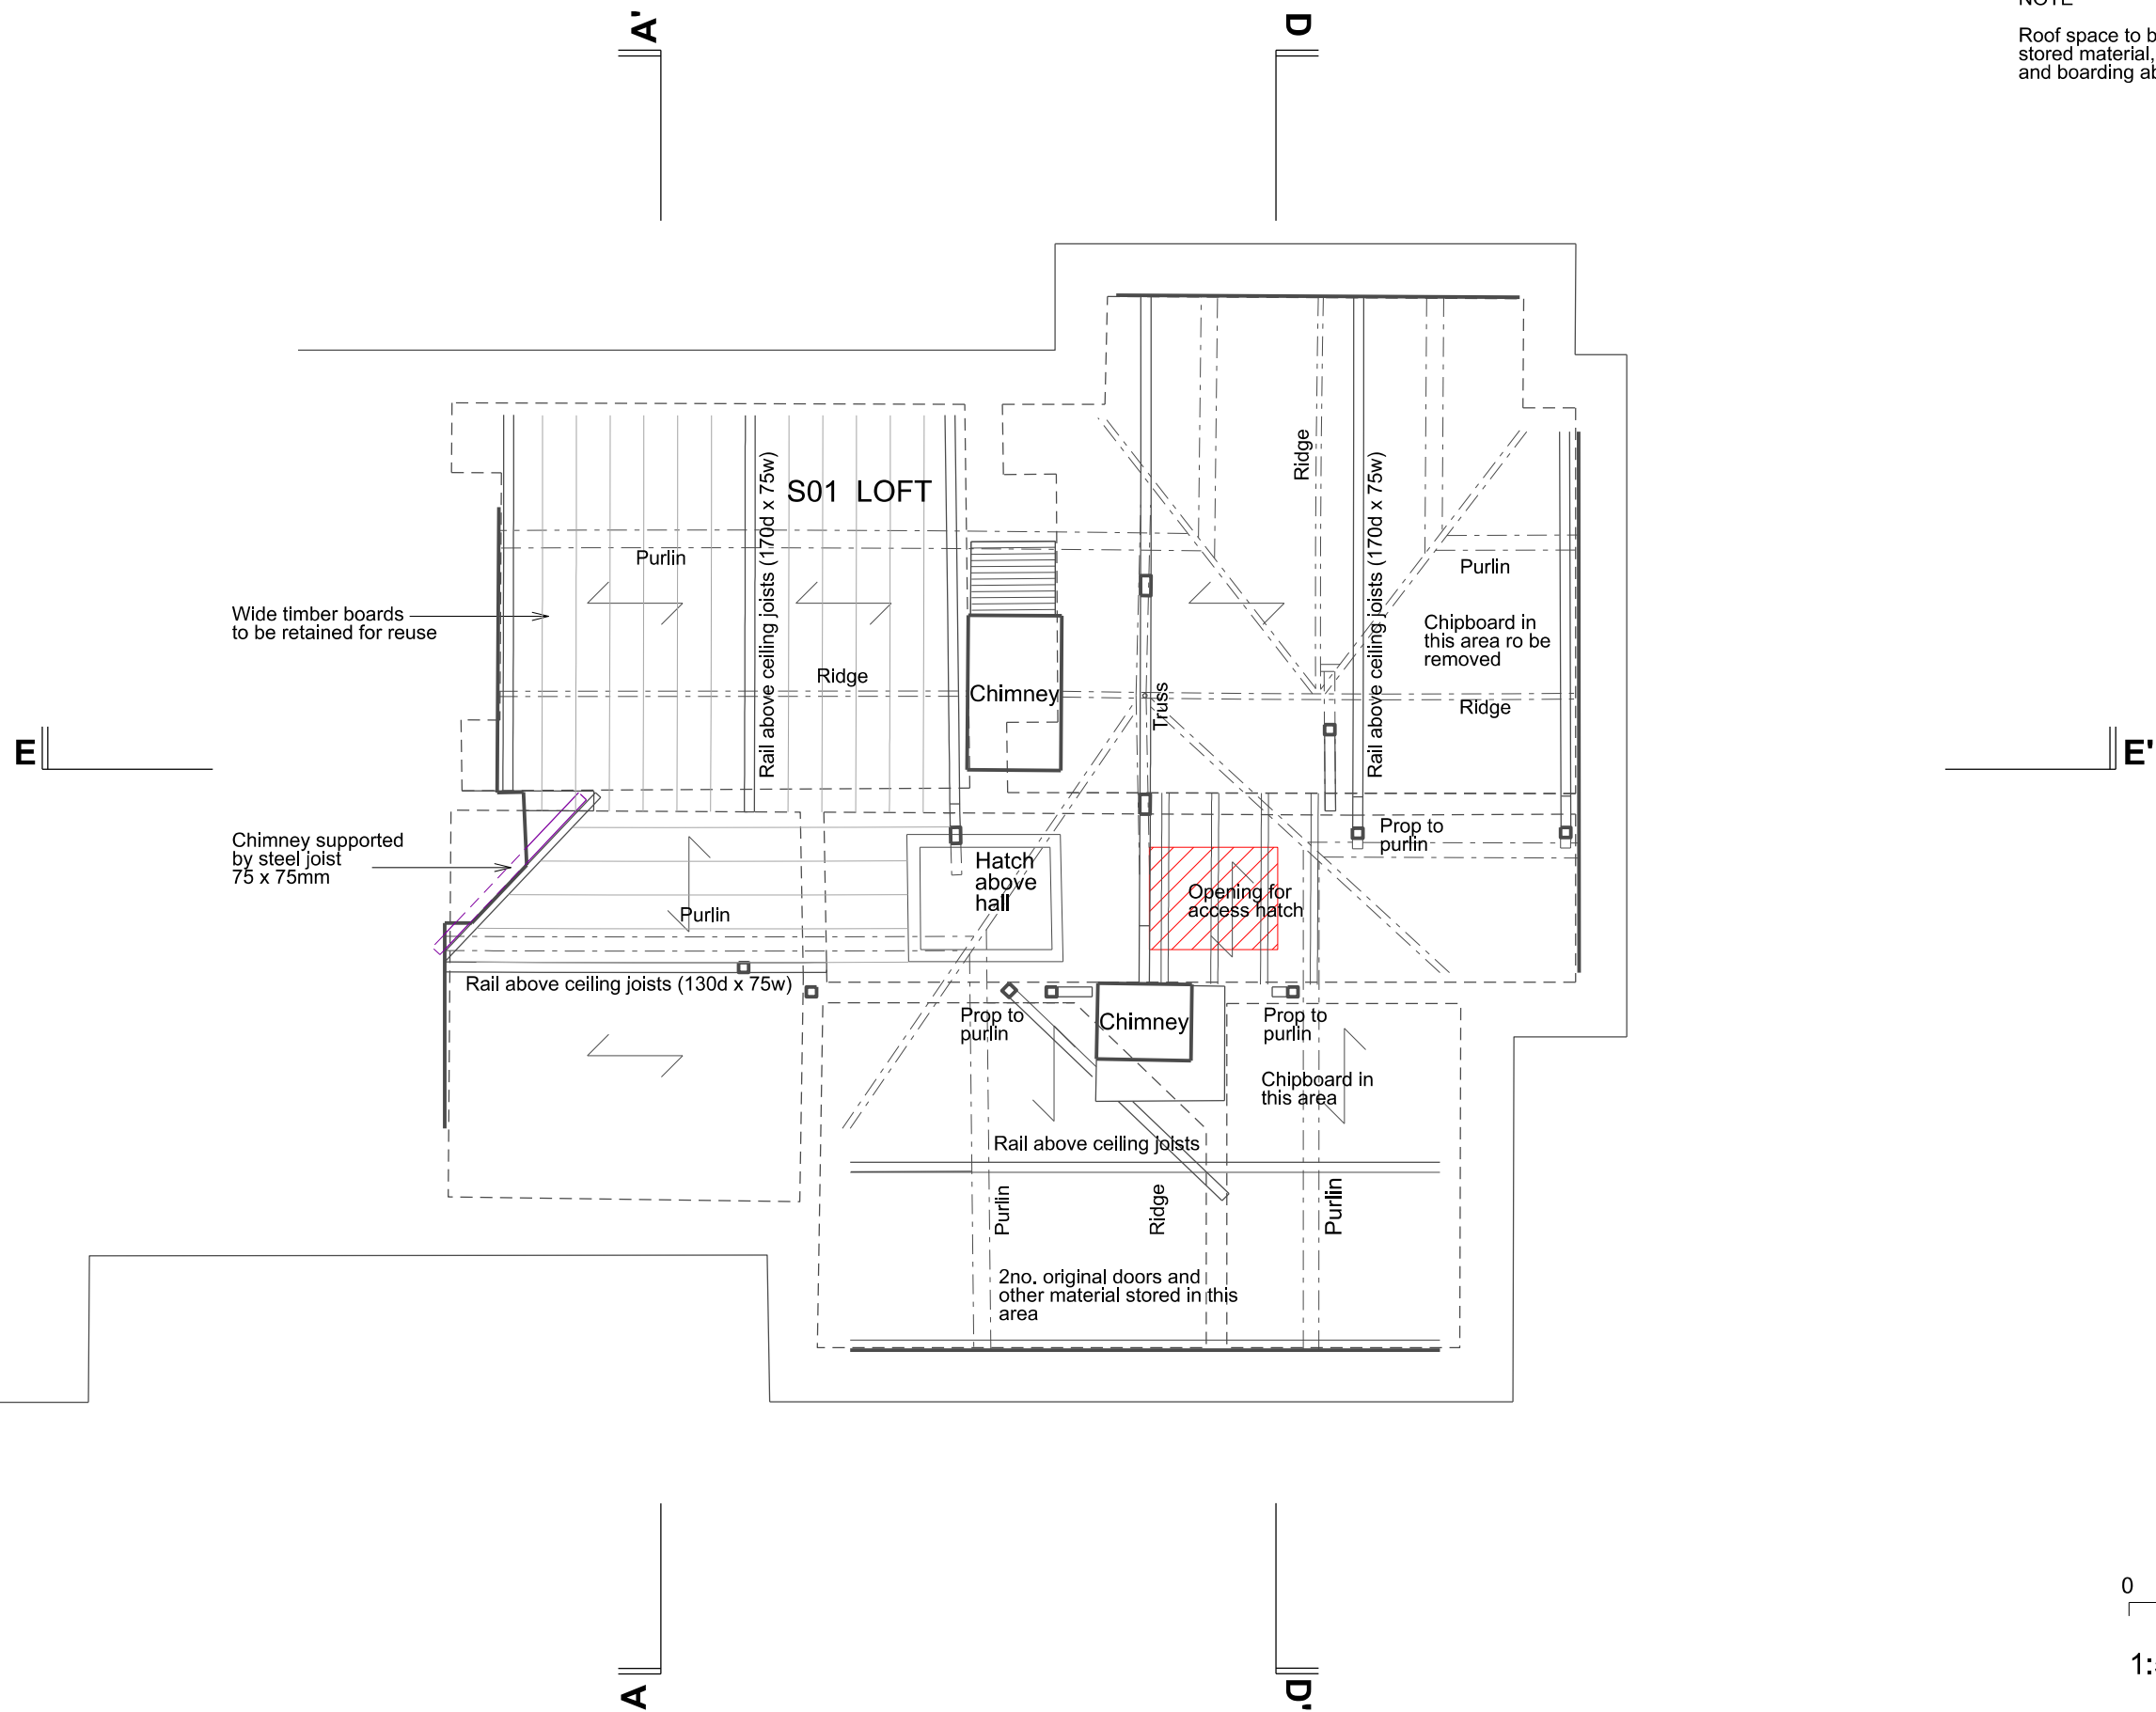 A'
D
NOTE
Roof space to b
stored material,
and boarding ab
Ridge
Rail above ceiling joists (170d x 75w)
S01 LOFT
Rail above ceiling joists (170d x 75w)
Purlin
Purlin
Wide timber boards
to be retained for reuse
Chipboard in
this area ro be
removed
Ridge
Chimney
Truss
Ridge
E
E'
Chimney supported
by steel joist
75 x 75mm
Prop to
purlin
Hatch
above
hall
Opening for
access hatch
Purlin
Rail above ceiling joists (130d x 75w)
Prop to
purlin
Chimney
Prop to
purlin
Chipboard in
this area
Rail above ceiling joists
Purlin
Ridge
Purlin
2no. original doors and
other material stored in this
area
0
1:
A
D'